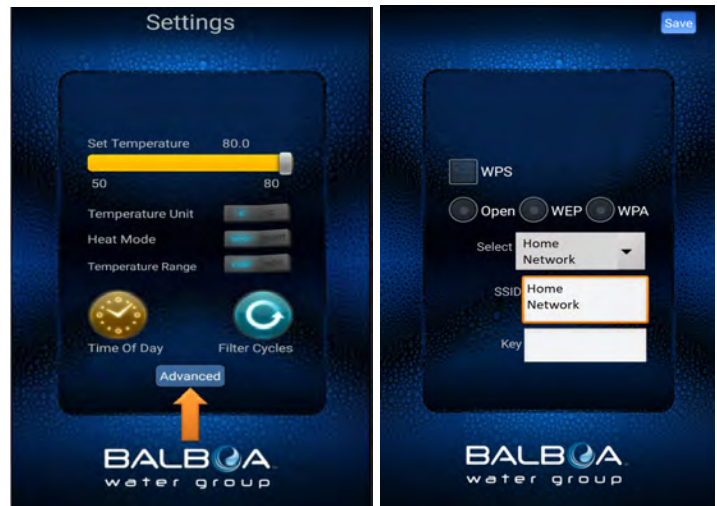 Settings
Set Temperature 80.0
50 80
Temperature Unit
Heat Mode
Temperature Range
Time Of Day Filter Cycles
Advanced
BALBOA
water group
Save
WPS
Open WEP WPA
Select Home
Network
SSID Home
Network
Key
BALBOA
water group